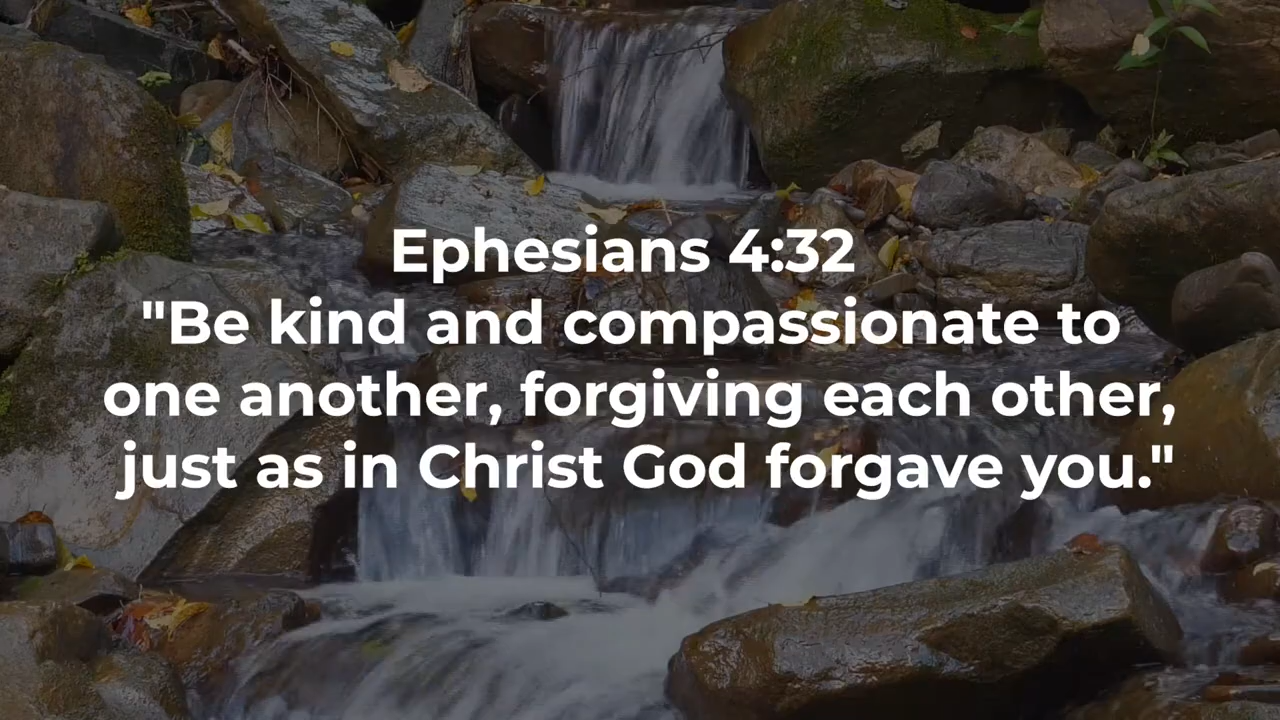 Ephesians 4:32
"Be kind and compassionate to
one another, forgiving each other,
just as in Christ God forgave you."